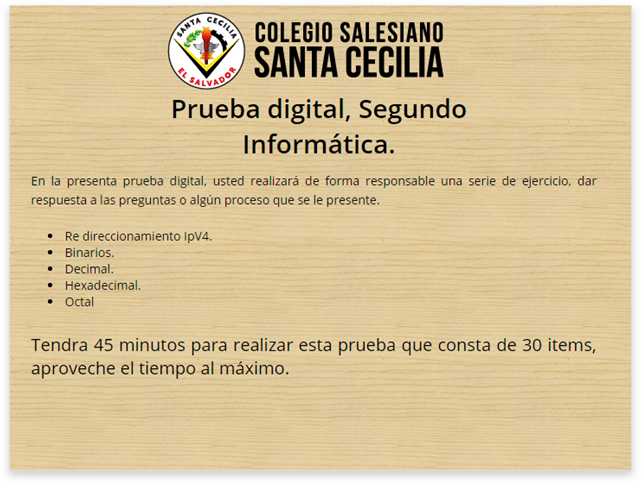 SANTA CECILIA
EL SALVADOR
COLEGIO SALESIANO
SANTA CECILIA
Prueba digital, Segundo
Informática.
En la presenta prueba digital, usted realizará de forma responsable una serie de ejercicio, dar
respuesta a las preguntas o algún proceso que se le presente.
• Re direccionamiento IpV4.
• Binarios.
• Decimal.
• Hexadecimal.
• Octal
Tendra 45 minutos para realizar esta prueba que consta de 30 items,
aproveche el tiempo al máximo.